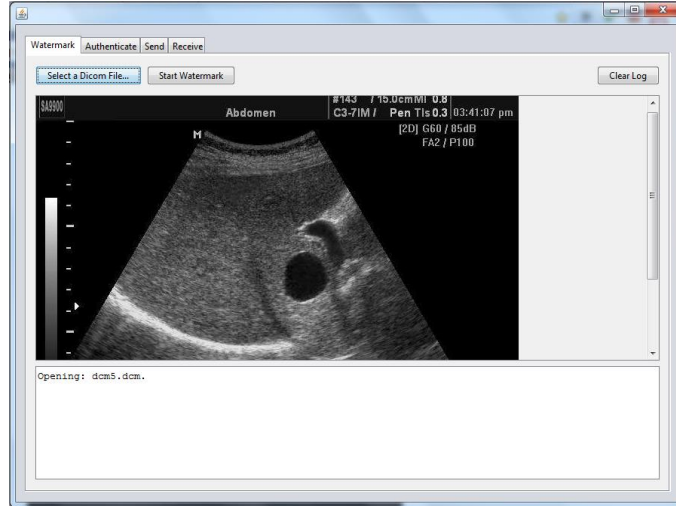 Watermark Authenticate Send Receive
Select a Dicom File... Start Watermark Clear Log
SA9900
#143 / 15.0cm MI 0.8
Abdomen C3-7IM / Pen TIs 0.3 03:41:07 pm
M
[2D] G60 / 85dB
FA2 / P100
Opening: dcm5.dcm.